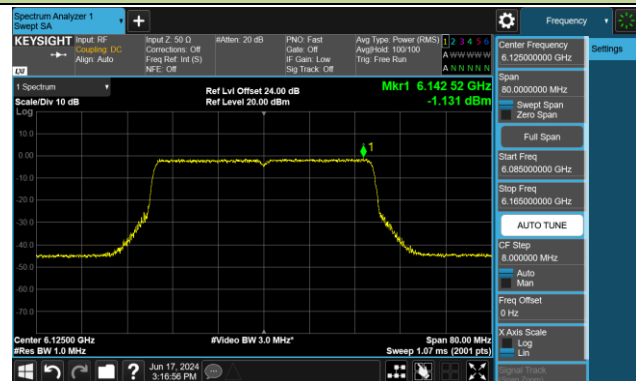 Spectrum Analyzer 1
Swept SA
Frequency
KEYSIGHT
Input: RF
Coupling: DC
Align: Auto
Input Z: 50 Ω
Corrections: Off
Freq Ref: Int (S)
NFE: Off
#Atten: 20 dB
PNO: Fast
Gate: Off
IF Gain: Low
Sig Track: Off
Avg Type: Power (RMS)
Avg|Hold: 100/100
Trig: Free Run
1 2 3 4 5 6
A W W W W W
A N N N N N
LXI
1 Spectrum
Scale/Div 10 dB
Log
Ref Lvl Offset 24.00 dB
Ref Level 20.00 dBm
Mkr1 6.142 52 GHz
-1.131 dBm
10.0
0.00
-10.0
-20.0
-30.0
-40.0
-50.0
-60.0
-70.0
1
Center 6.12500 GHz
#Res BW 1.0 MHz
#Video BW 3.0 MHz*
Span 80.00 MHz
Sweep 1.07 ms (2001 pts)
Jun 17, 2024
3:16:56 PM
Settings
Center Frequency
6.125000000 GHz
Span
80.0000000 MHz
Swept Span
Zero Span
Full Span
Start Freq
6.085000000 GHz
Stop Freq
6.165000000 GHz
AUTO TUNE
CF Step
8.000000 MHz
Auto
Man
Freq Offset
0 Hz
X Axis Scale
Log
Lin
Signal Track